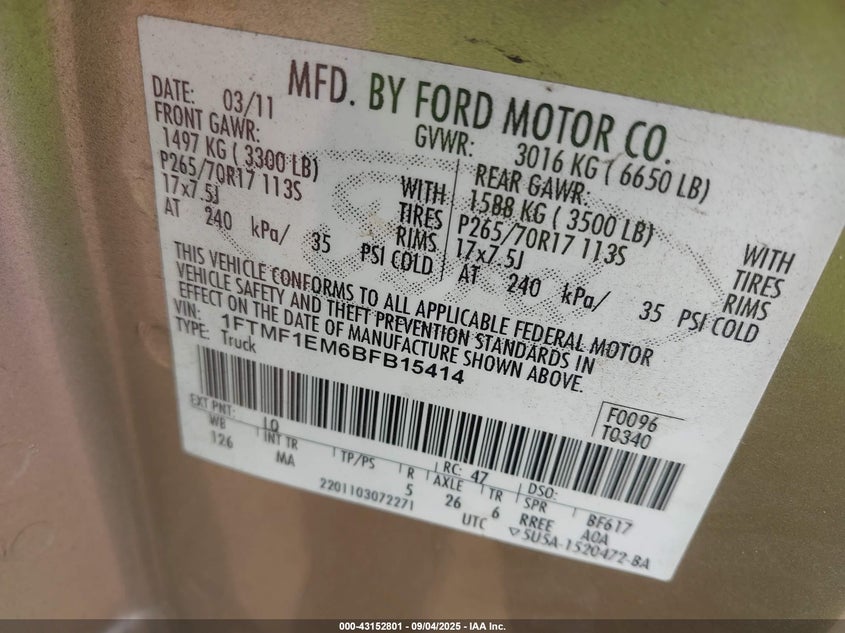 MFD. BY FORD MOTOR CO.
DATE: 03/11
GVWR: 3016 KG ( 6650 LB)
FRONT GAWR:
1497 KG ( 3300 LB)
P265/70R17 113S
17x7.5J
AT 240 kPa/ 35 PSI COLD
WITH
TIRES
RIMS
REAR GAWR:
1588 KG ( 3500 LB)
P265/70R17 113S
17x7.5J
AT 240 kPa/ 35 PSI COLD
WITH
TIRES
RIMS
THIS VEHICLE CONFORMS TO ALL APPLICABLE FEDERAL MOTOR
VEHICLE SAFETY AND THEFT PREVENTION STANDARDS IN
EFFECT ON THE DATE OF MANUFACTURE SHOWN ABOVE.
VIN: 1FTMF1EM6BFB15414
TYPE: Truck
F0096
T0340
EXT PNT: LQ RC: 47 DSO:
WB INT TR TP/PS R AXLE TR SPR BF617
126 MA 5 26 6 RREE AOA
2201103072271 UTC ▽SUSA-1520472-BA
000-43152801 - 09/04/2025 - IAA Inc.